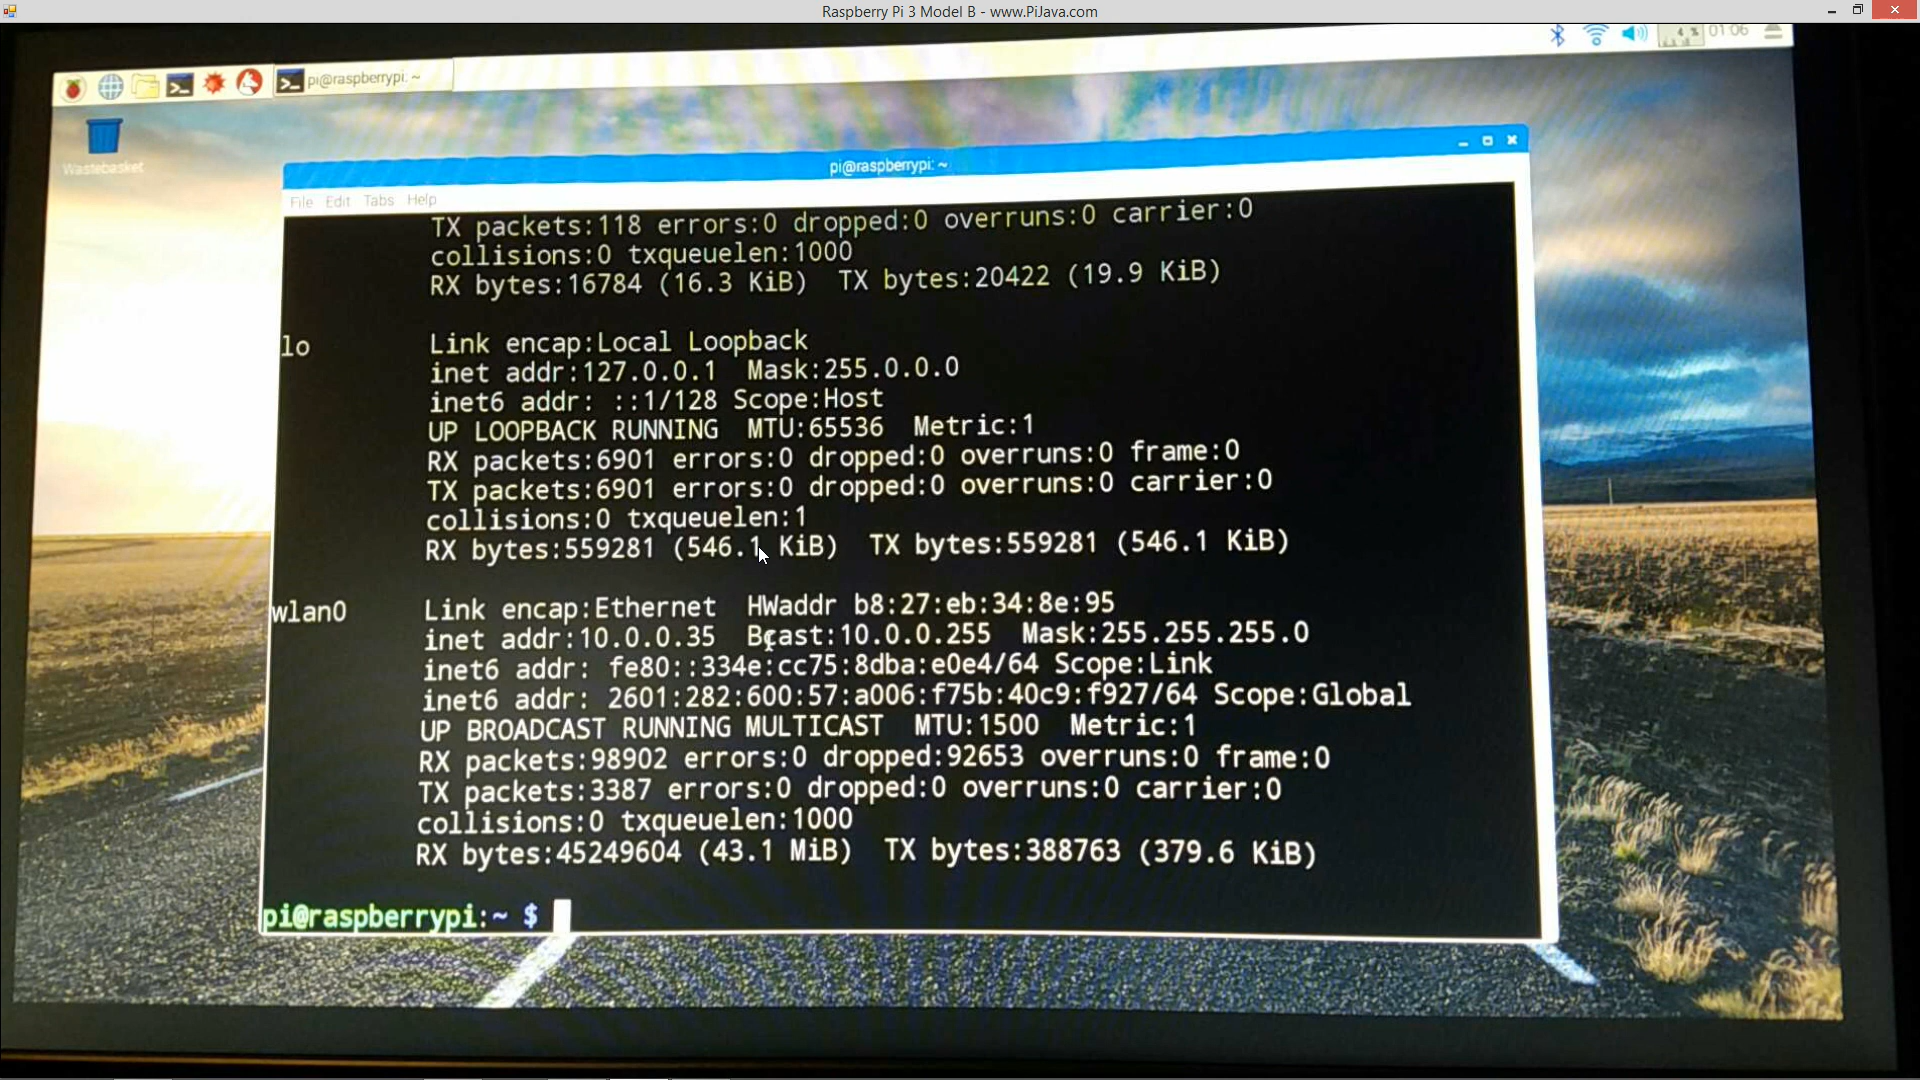 Raspberry Pi 3 Model B - www.PiJava.com
01:06
pi@raspberrypi: ~
Wastebasket
pi@raspberrypi: ~
File Edit Tabs Help
TX packets:118 errors:0 dropped:0 overruns:0 carrier:0
collisions:0 txqueuelen:1000
RX bytes:16784 (16.3 KiB) TX bytes:20422 (19.9 KiB)
lo Link encap:Local Loopback
inet addr:127.0.0.1 Mask:255.0.0.0
inet6 addr: ::1/128 Scope:Host
UP LOOPBACK RUNNING MTU:65536 Metric:1
RX packets:6901 errors:0 dropped:0 overruns:0 frame:0
TX packets:6901 errors:0 dropped:0 overruns:0 carrier:0
collisions:0 txqueuelen:1
RX bytes:559281 (546.1 KiB) TX bytes:559281 (546.1 KiB)
wlan0 Link encap:Ethernet HWaddr b8:27:eb:34:8e:95
inet addr:10.0.0.35 Bcast:10.0.0.255 Mask:255.255.255.0
inet6 addr: fe80::334e:cc75:8dba:e0e4/64 Scope:Link
inet6 addr: 2601:282:600:57:a006:f75b:40c9:f927/64 Scope:Global
UP BROADCAST RUNNING MULTICAST MTU:1500 Metric:1
RX packets:98902 errors:0 dropped:92653 overruns:0 frame:0
TX packets:3387 errors:0 dropped:0 overruns:0 carrier:0
collisions:0 txqueuelen:1000
RX bytes:45249604 (43.1 MiB) TX bytes:388763 (379.6 KiB)
pi@raspberrypi:~ $